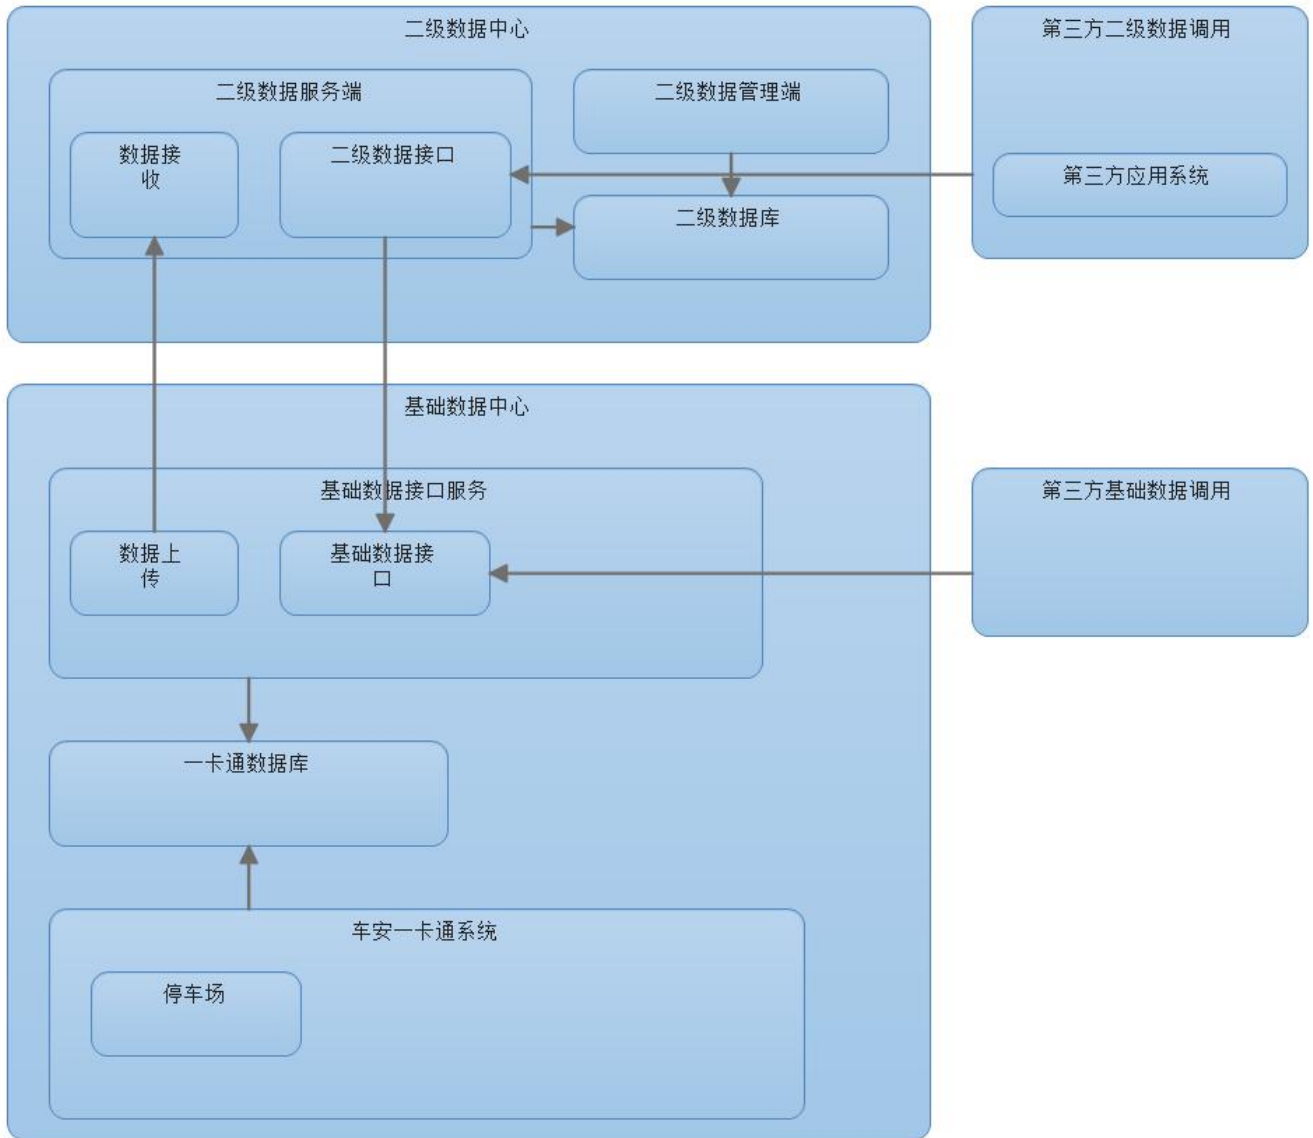 二级数据中心
第三方二级数据调用
二级数据服务端
二级数据管理端
数据接
收
二级数据接口
第三方应用系统
二级数据库
基础数据中心
基础数据接口服务
第三方基础数据调用
数据上
传
基础数据接
口
一卡通数据库
车安一卡通系统
停车场